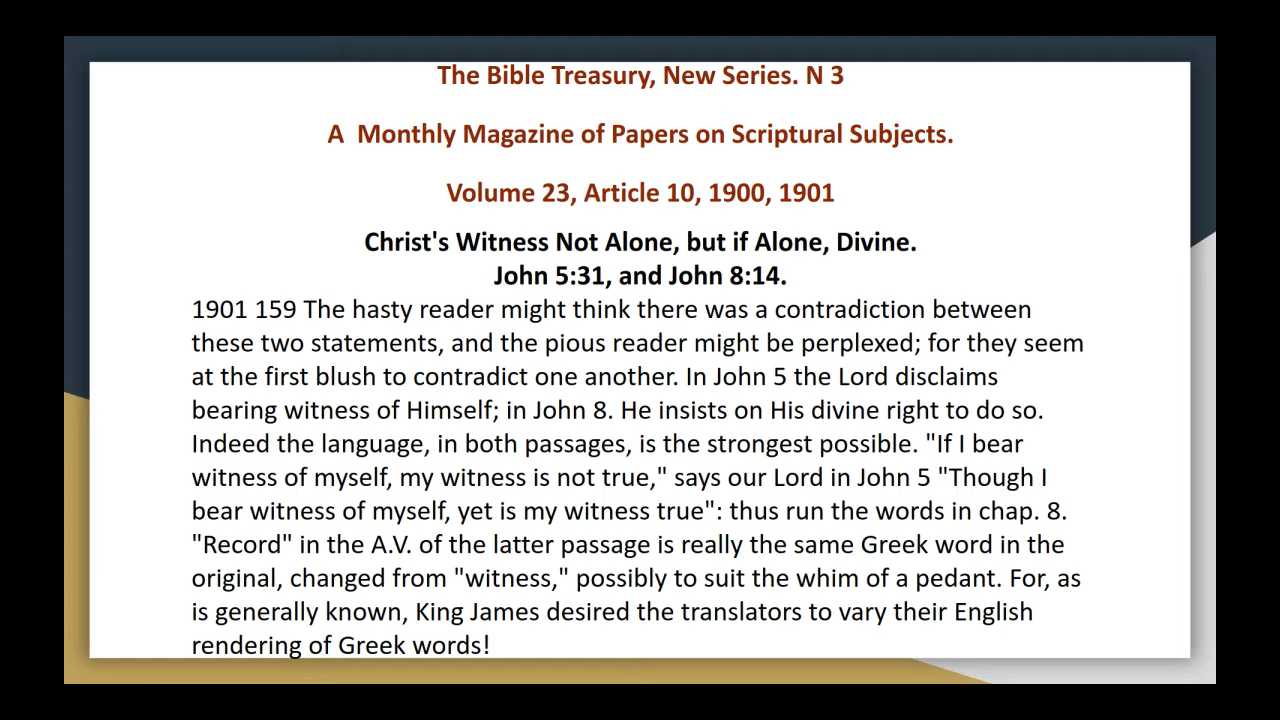 The Bible Treasury, New Series. N 3
A  Monthly Magazine of Papers on Scriptural Subjects.
Volume 23, Article 10, 1900, 1901
Christ's Witness Not Alone, but if Alone, Divine.
John 5:31, and John 8:14.
1901 159 The hasty reader might think there was a contradiction between
these two statements, and the pious reader might be perplexed; for they seem
at the first blush to contradict one another. In John 5 the Lord disclaims
bearing witness of Himself; in John 8. He insists on His divine right to do so.
Indeed the language, in both passages, is the strongest possible. "If I bear
witness of myself, my witness is not true," says our Lord in John 5 "Though I
bear witness of myself, yet is my witness true": thus run the words in chap. 8.
"Record" in the A.V. of the latter passage is really the same Greek word in the
original, changed from "witness," possibly to suit the whim of a pedant. For, as
is generally known, King James desired the translators to vary their English
rendering of Greek words!